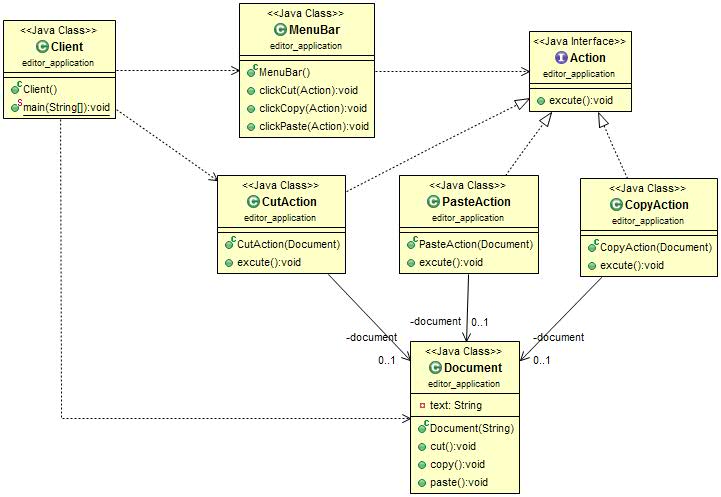 <<Java Class>>
Client
editor_application
Client()
main(String[]):void
<<Java Class>>
MenuBar
editor_application
MenuBar()
clickCut(Action):void
clickCopy(Action):void
clickPaste(Action):void
<<Java Interface>>
Action
editor_application
excute():void
<<Java Class>>
CutAction
editor_application
CutAction(Document)
excute():void
<<Java Class>>
PasteAction
editor_application
PasteAction(Document)
excute():void
<<Java Class>>
CopyAction
editor_application
CopyAction(Document)
excute():void
-document
0..1
-document
0..1
-document
0..1
<<Java Class>>
Document
editor_application
text: String
Document(String)
cut():void
copy():void
paste():void